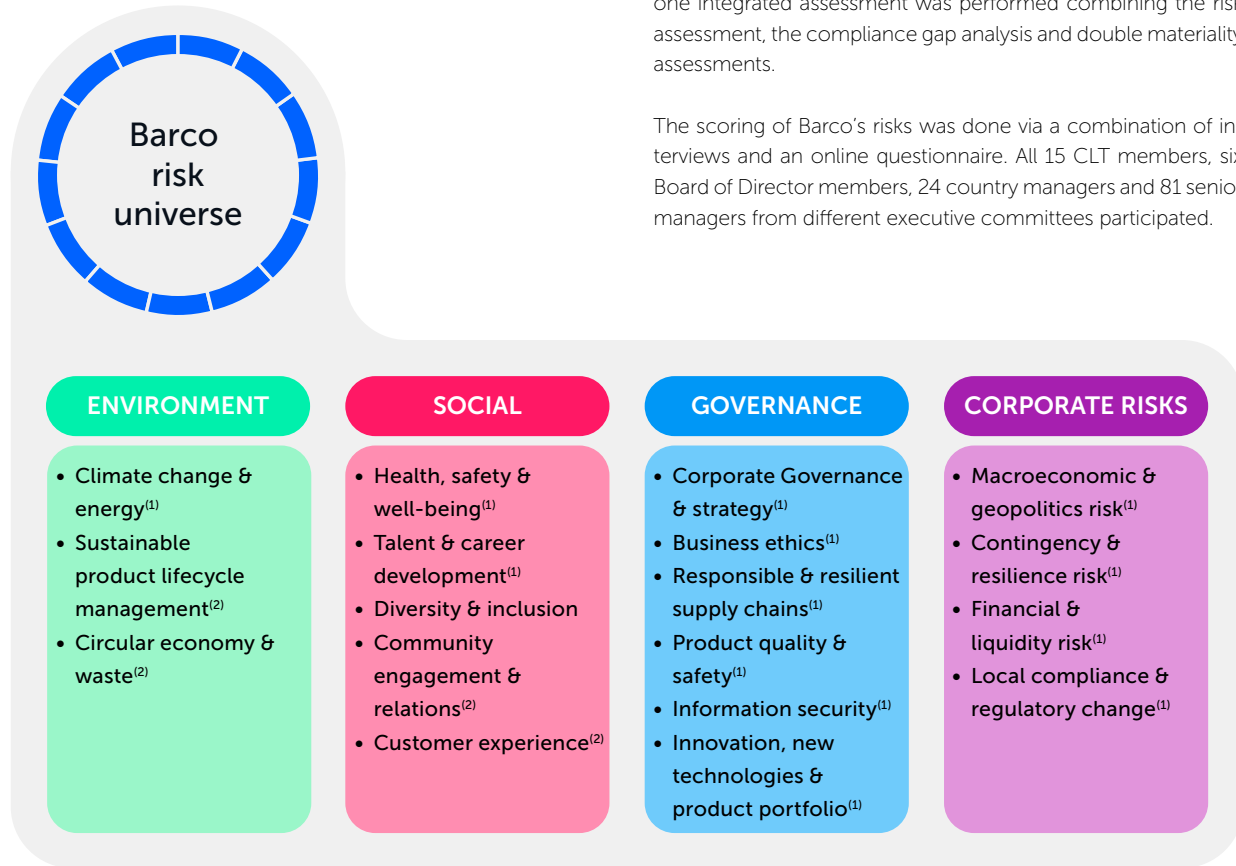 one integrated assessment was performed combining the risk
assessment, the compliance gap analysis and double materiality
assessments.
The scoring of Barco's risks was done via a combination of in-
terviews and an online questionnaire. All 15 CLT members, six
Board of Director members, 24 country managers and 81 senio
managers from different executive committees participated.
Barco
risk
universe
ENVIRONMENT
• Climate change &
energy(1)
• Sustainable
product lifecycle
management(2)
• Circular economy &
waste(2)
SOCIAL
• Health, safety &
well-being(1)
• Talent & career
development(1)
• Diversity & inclusion
• Community
engagement &
relations(2)
• Customer experience(2)
GOVERNANCE
• Corporate Governance
& strategy(1)
• Business ethics(1)
• Responsible & resilient
supply chains(1)
• Product quality &
safety(1)
• Information security(1)
• Innovation, new
technologies &
product portfolio(1)
CORPORATE RISKS
• Macroeconomic &
geopolitics risk(1)
• Contingency &
resilience risk(1)
• Financial &
liquidity risk(1)
• Local compliance &
regulatory change(1)